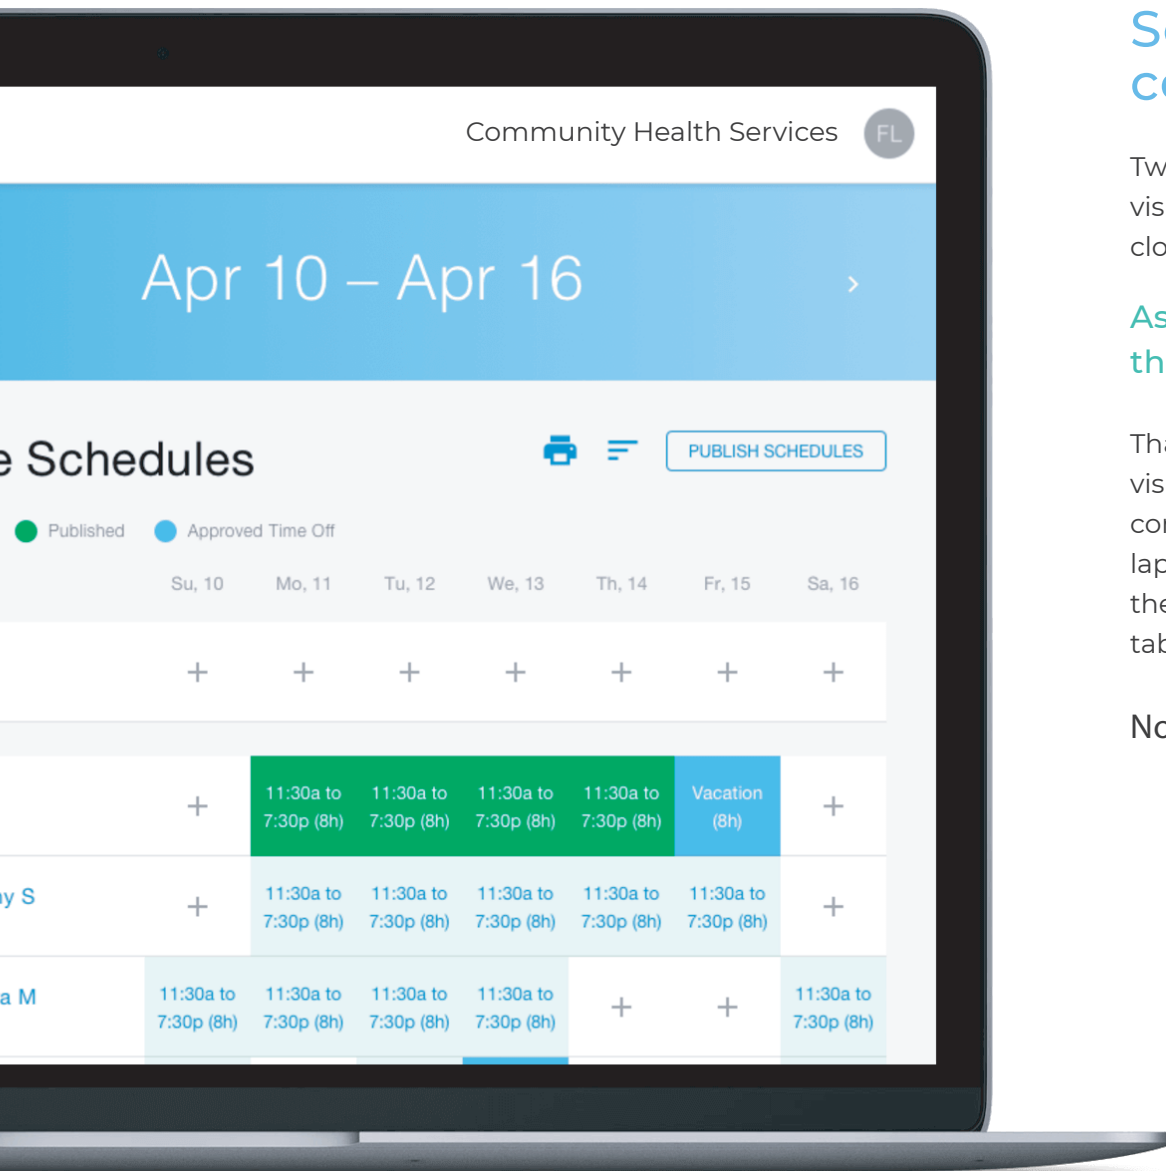 Community Health Services
FL
Apr 10 – Apr 16
Schedules
PUBLISH SCHEDULES
Published
Approved Time Off
Su, 10
Mo, 11
Tu, 12
We, 13
Th, 14
Fr, 15
Sa, 16
+ + + + + + +
+
11:30a to
7:30p (8h)
11:30a to
7:30p (8h)
11:30a to
7:30p (8h)
11:30a to
7:30p (8h)
Vacation
(8h)
+
S
+
11:30a to
7:30p (8h)
11:30a to
7:30p (8h)
11:30a to
7:30p (8h)
11:30a to
7:30p (8h)
11:30a to
7:30p (8h)
+
a M
11:30a to
7:30p (8h)
11:30a to
7:30p (8h)
11:30a to
7:30p (8h)
11:30a to
7:30p (8h)
+
+
11:30a to
7:30p (8h)